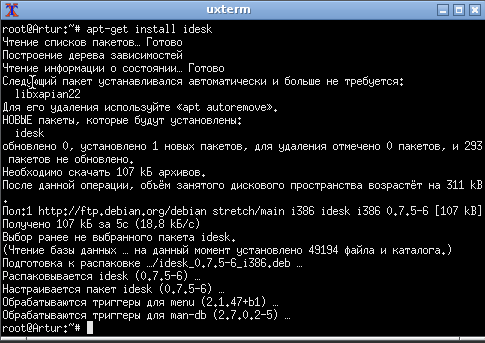 uxterm
root@Artur:~# apt-get install idesk
Чтение списков пакетов… Готово
Построение дерева зависимостей
Чтение информации о состоянии… Готово
Следующий пакет устанавливался автоматически и больше не требуется:
libxapian22
Для его удаления используйте «apt autoremove».
НОВЫЕ пакеты, которые будут установлены:
idesk
обновлено 0, установлено 1 новых пакетов, для удаления отмечено 0 пакетов, и 293
пакетов не обновлено.
Необходимо скачать 107 kБ архивов.
После данной операции, объём занятого дискового пространства возрастёт на 311 kB
.
Пол:1 http://ftp.debian.org/debian stretch/main i386 idesk i386 0.7.5-6 [107 kB]
Получено 107 kБ за 5с (18,8 kБ/c)
Выбор ранее не выбранного пакета idesk.
(Чтение базы данных … на данный момент установлено 49194 файла и каталога.)
Подготовка к распаковке …/idesk_0.7.5-6_i386.deb …
Распаковывается idesk (0.7.5-6) …
Настраивается пакет idesk (0.7.5-6) …
Обрабатываются триггеры для menu (2.1.47+b1) …
Обрабатываются триггеры для man-db (2.7.0.2-5) …
root@Artur:~#